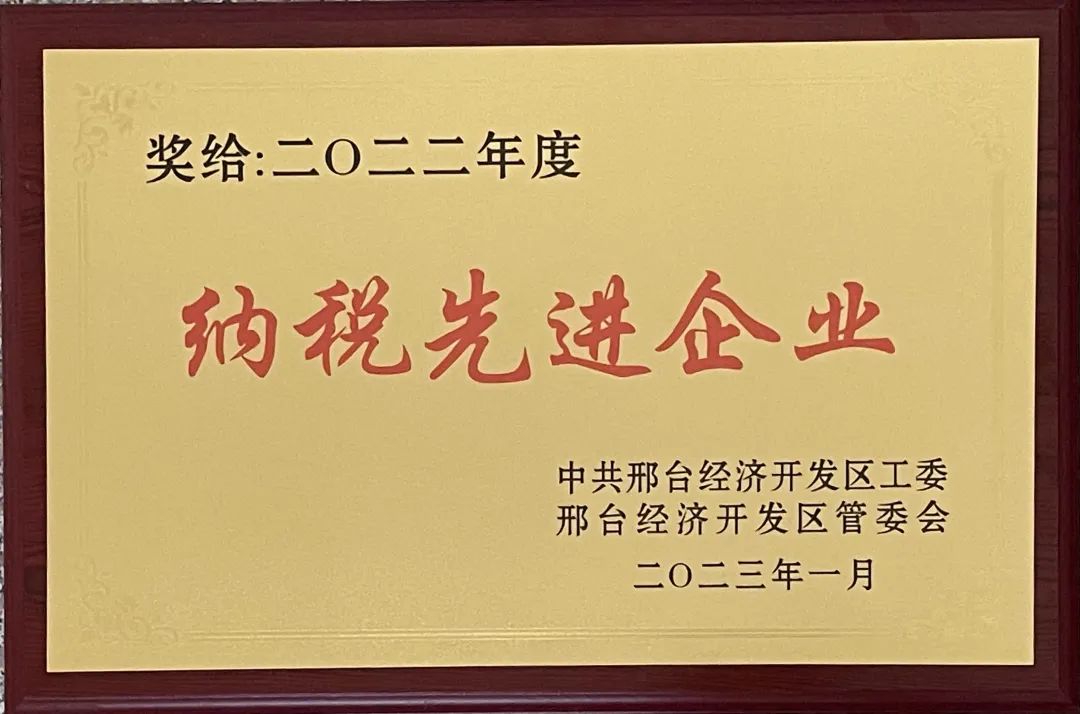 奖给:二〇二二年度
纳税先进企业
中共邢台经济开发区工委
邢台经济开发区管委会
二〇二三年一月